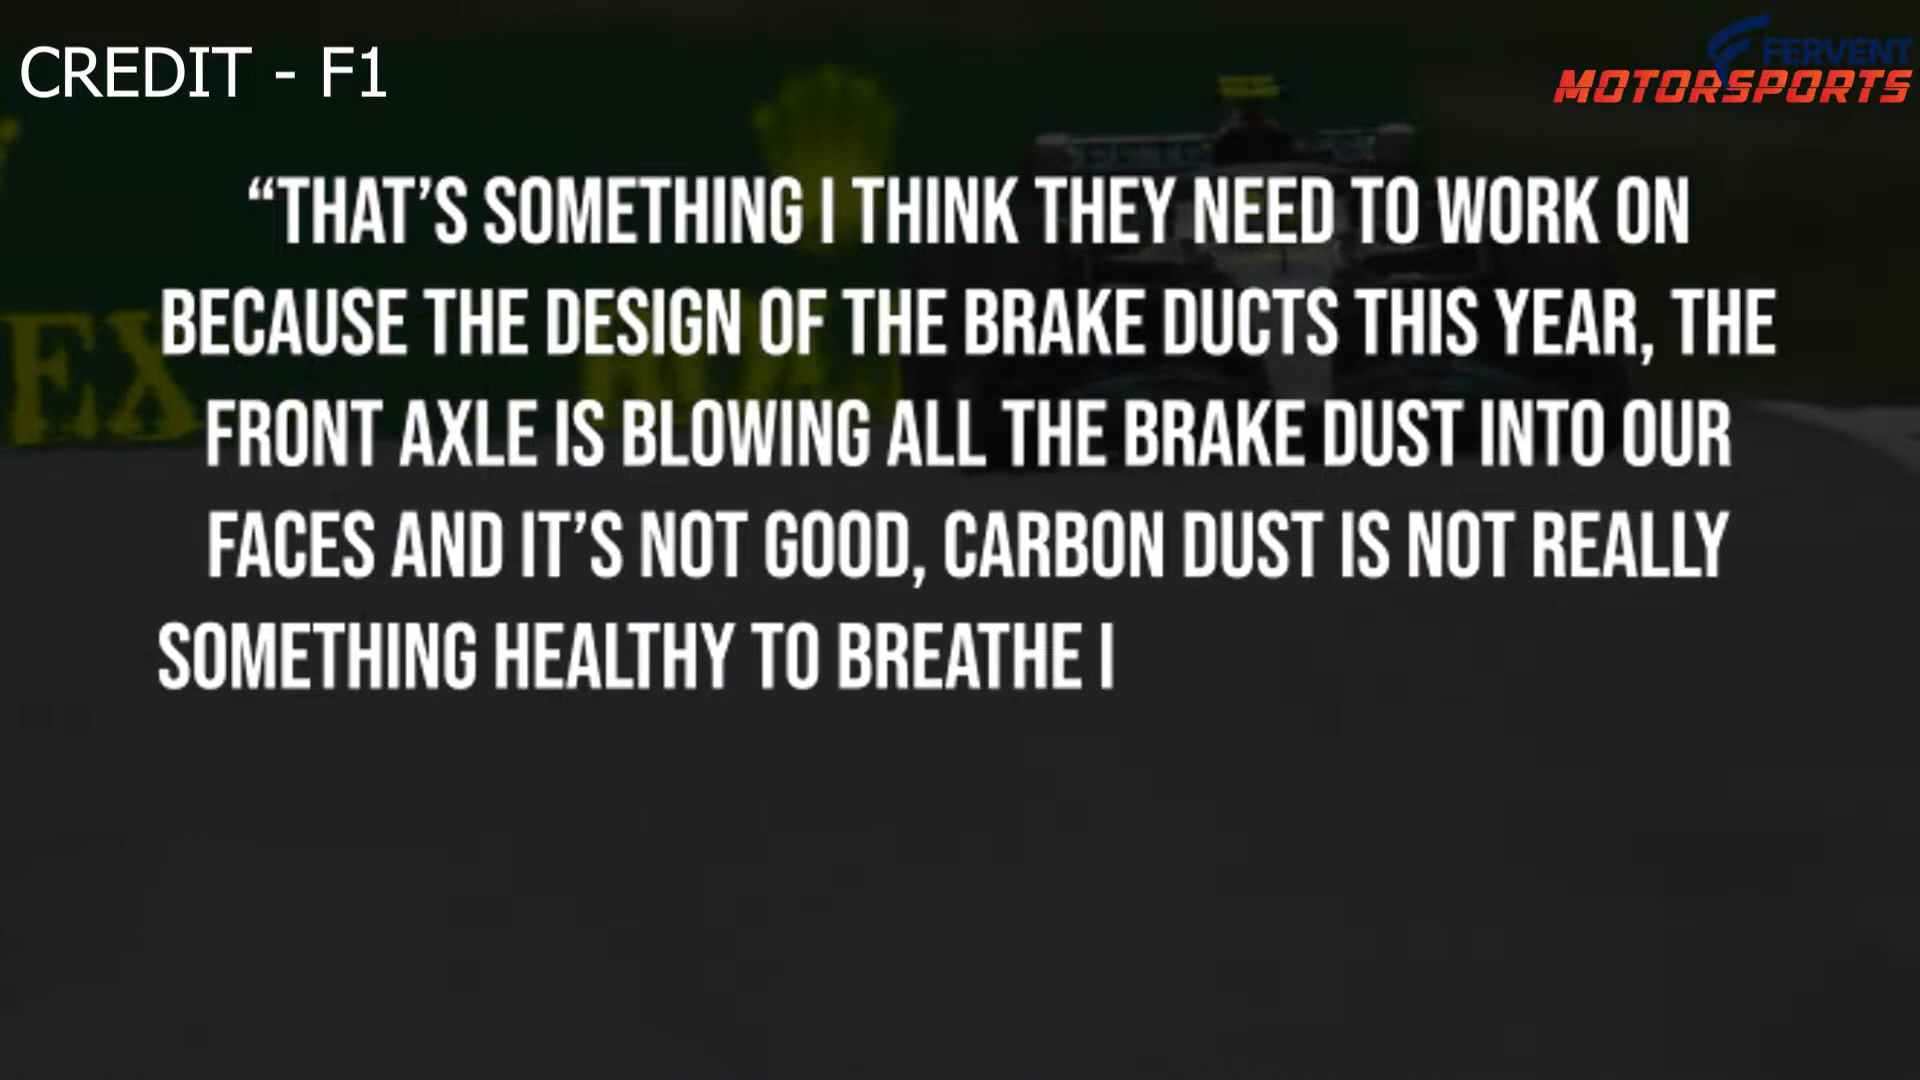 CREDIT - F1
FERVENT
MOTORSPORTS
“THAT’S SOMETHING I THINK THEY NEED TO WORK ON
BECAUSE THE DESIGN OF THE BRAKE DUCTS THIS YEAR, THE
FRONT AXLE IS BLOWING ALL THE BRAKE DUST INTO OUR
FACES AND IT’S NOT GOOD, CARBON DUST IS NOT REALLY
SOMETHING HEALTHY TO BREATHE I
EX